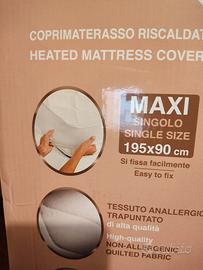 COPRIMATERASSO RISCALDAT
HEATED MATTRESS COVER
MAXI
SINGOLO
SINGLE SIZE
195x90 cm
Si fissa facilmente
Easy to fix
TESSUTO ANALLERGIC
TRAPUNTATO
di alta qualità
High-quality
NON-ALLERGENIC
QUILTED FABRIC